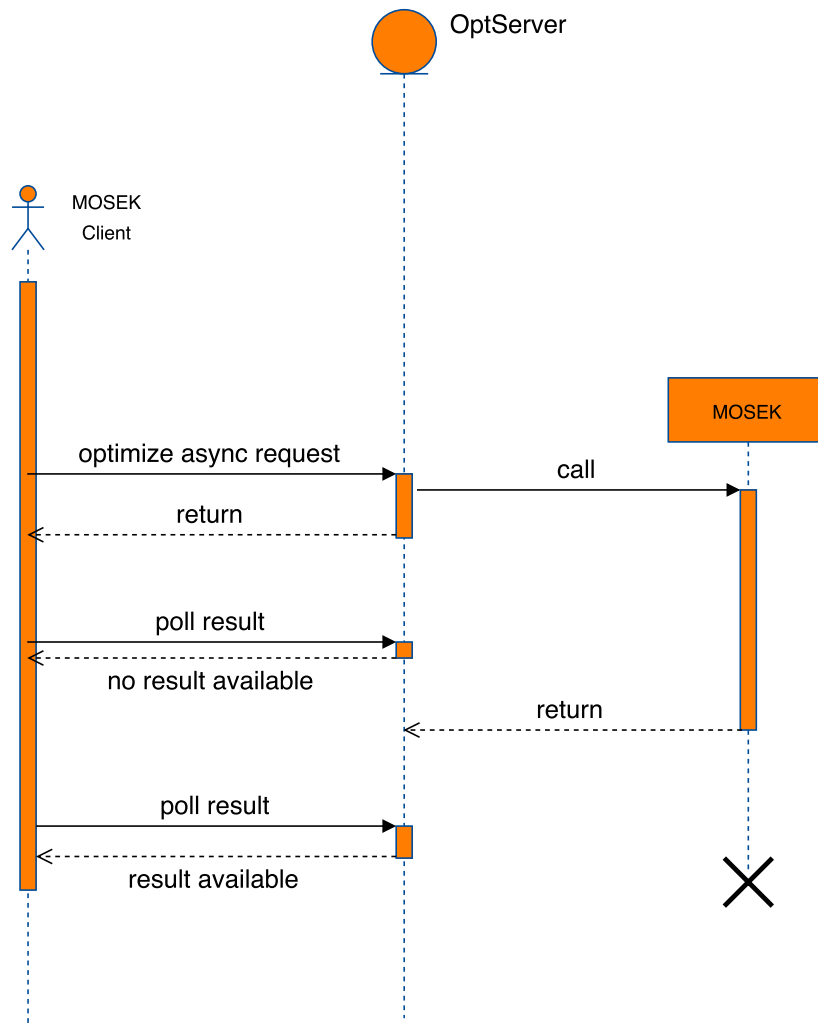 OptServer
MOSEK
Client
MOSEK
optimize async request
call
return
poll result
no result available
return
poll result
result available